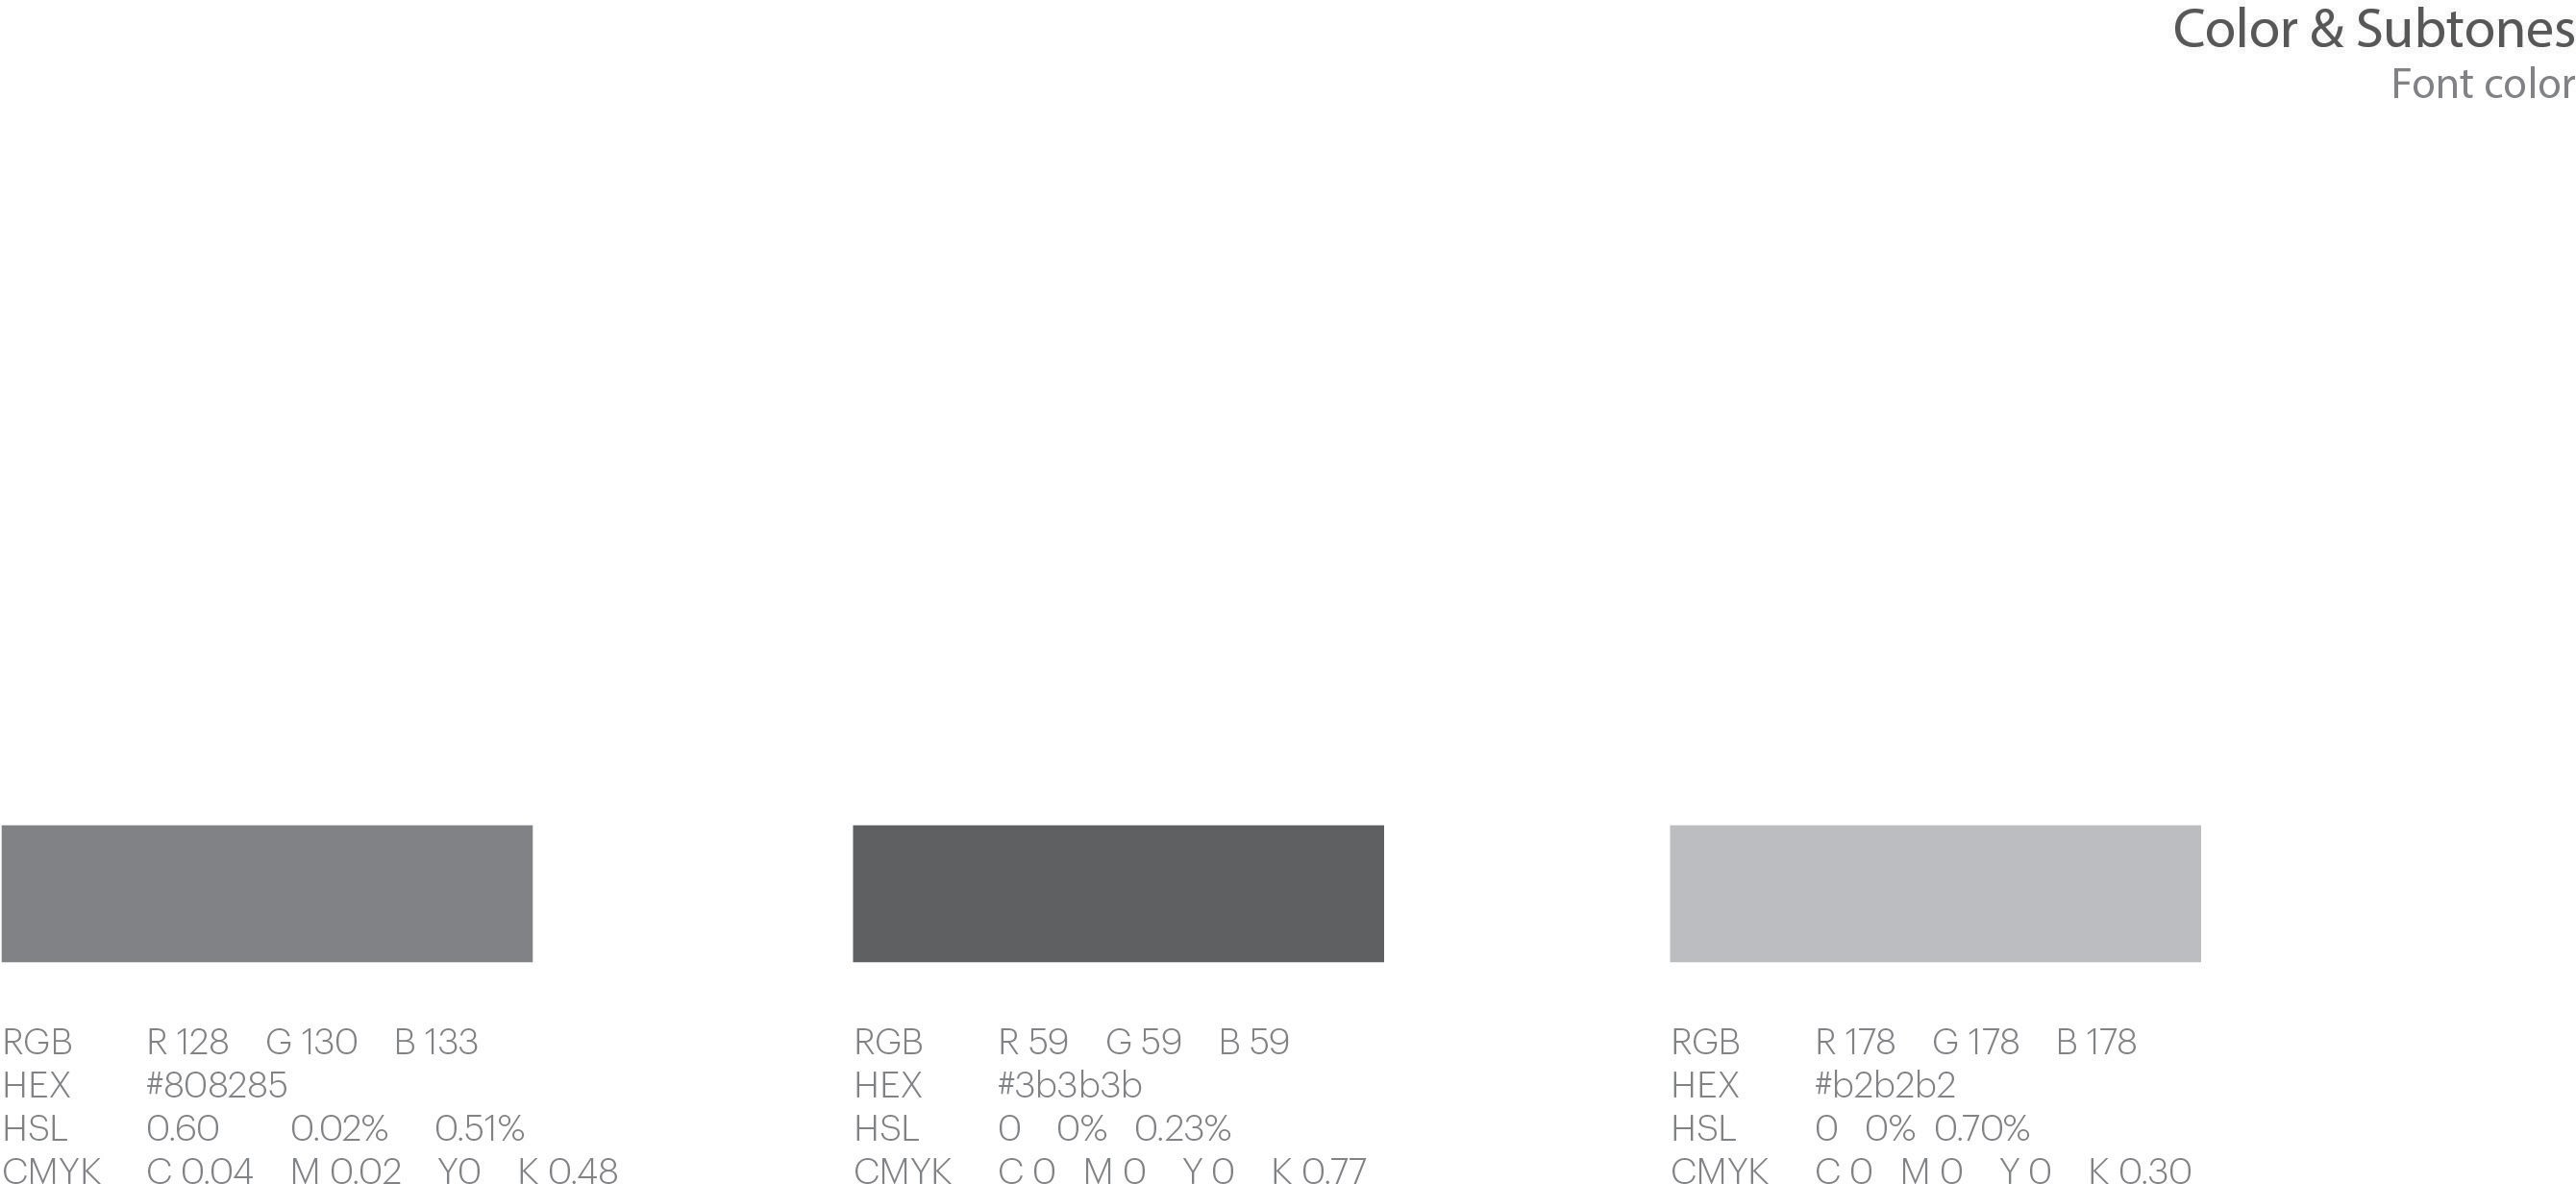 Color & Subtones
Font color
RGB R 128 G 130 B 133
HEX #808285
HSL 0.60 0.02% 0.51%
CMYK C 0.04 M 0.02 Y0 K 0.48
RGB R 59 G 59 B 59
HEX #3b3b3b
HSL 0 0% 0.23%
CMYK C 0 M 0 Y 0 K 0.77
RGB R 178 G 178 B 178
HEX #b2b2b2
HSL 0 0% 0.70%
CMYK C 0 M 0 Y 0 K 0.30